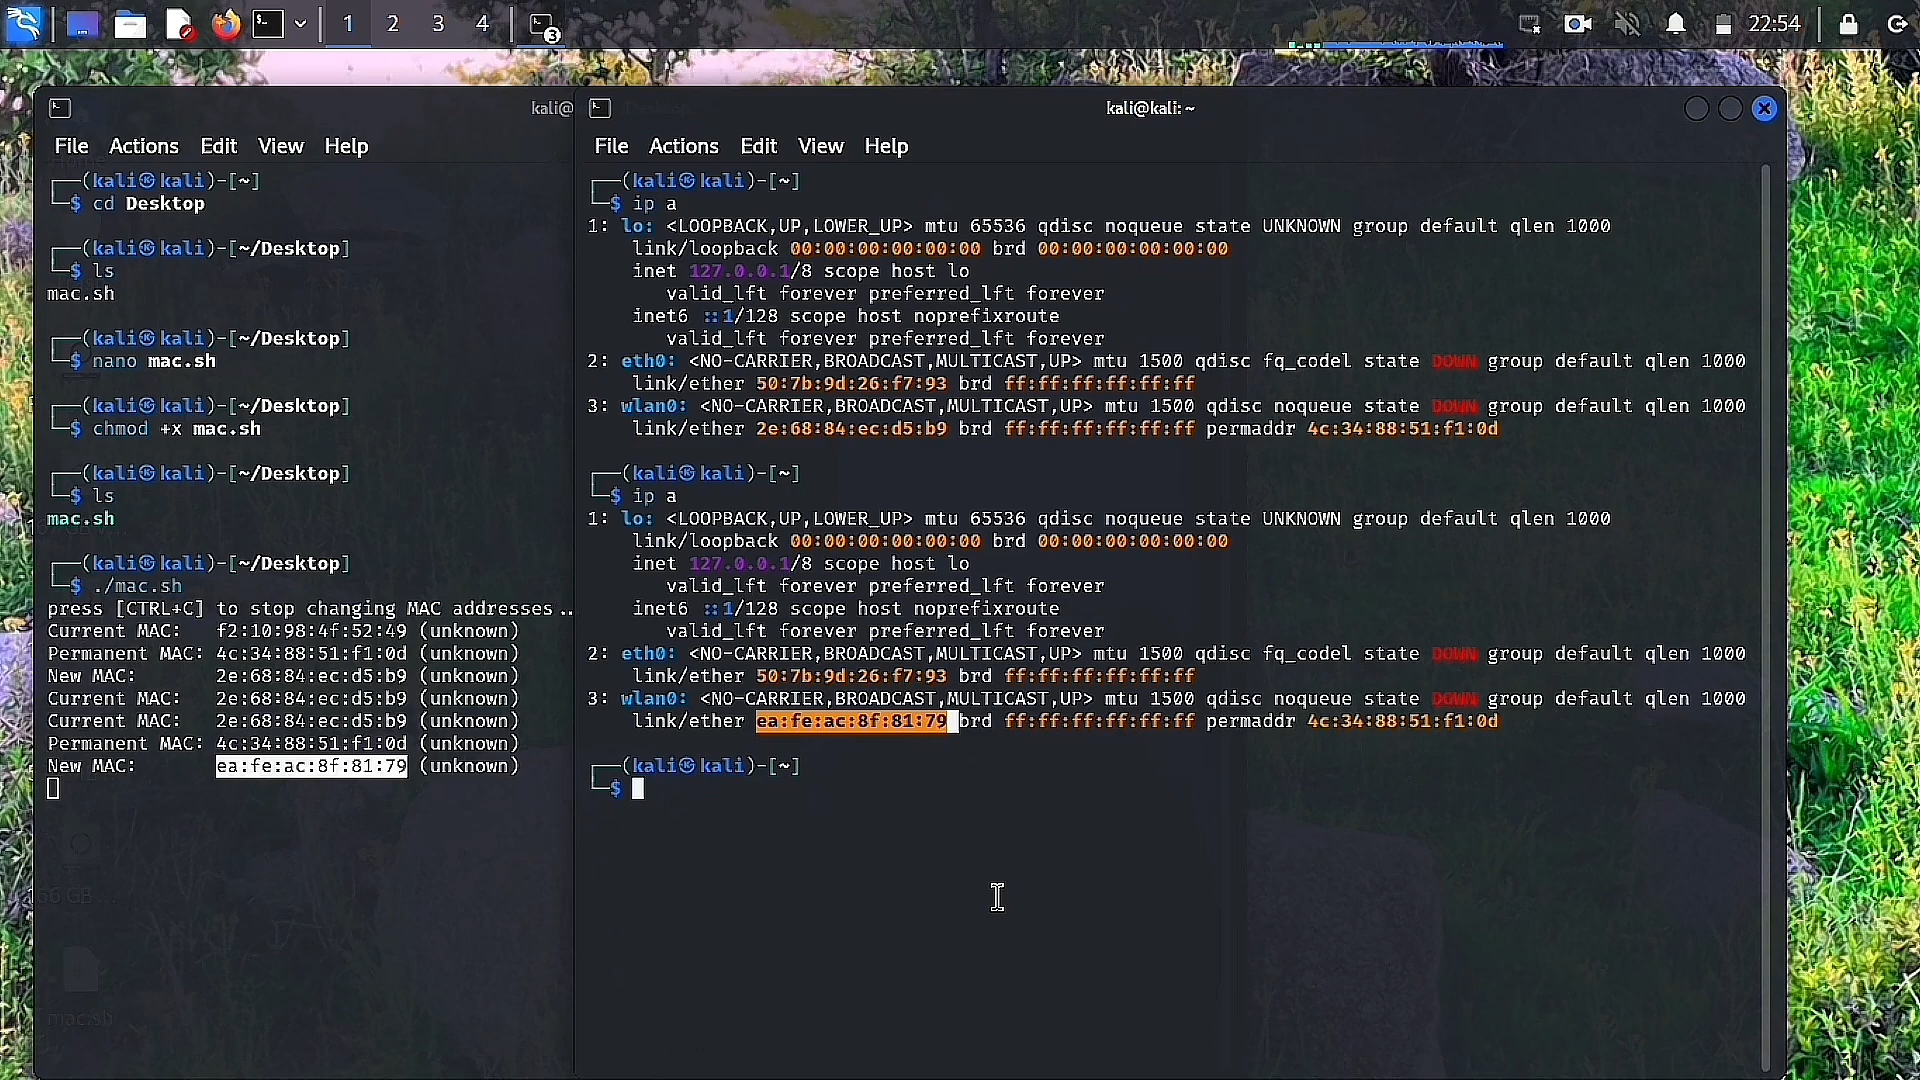 1 2 3 4
3
22:54
kali@
File Actions Edit View Help
┌──(kali㉿kali)-[~]
└─$ cd Desktop
┌──(kali㉿kali)-[~/Desktop]
└─$ ls
mac.sh
┌──(kali㉿kali)-[~/Desktop]
└─$ nano mac.sh
┌──(kali㉿kali)-[~/Desktop]
└─$ chmod +x mac.sh
┌──(kali㉿kali)-[~/Desktop]
└─$ ls
mac.sh
┌──(kali㉿kali)-[~/Desktop]
└─$ ./mac.sh
press [CTRL+C] to stop changing MAC addresses..
Current MAC:   f2:10:98:4f:52:49 (unknown)
Permanent MAC: 4c:34:88:51:f1:0d (unknown)
New MAC:       2e:68:84:ec:d5:b9 (unknown)
Current MAC:   2e:68:84:ec:d5:b9 (unknown)
Current MAC:   2e:68:84:ec:d5:b9 (unknown)
Permanent MAC: 4c:34:88:51:f1:0d (unknown)
New MAC:       ea:fe:ac:8f:81:79 (unknown)
mac.sh
kali@kali: ~
File Actions Edit View Help
┌──(kali㉿kali)-[~]
└─$ ip a
1: lo: <LOOPBACK,UP,LOWER_UP> mtu 65536 qdisc noqueue state UNKNOWN group default qlen 1000
link/loopback 00:00:00:00:00:00 brd 00:00:00:00:00:00
inet 127.0.0.1/8 scope host lo
valid_lft forever preferred_lft forever
inet6 ::1/128 scope host noprefixroute
valid_lft forever preferred_lft forever
2: eth0: <NO-CARRIER,BROADCAST,MULTICAST,UP> mtu 1500 qdisc fq_codel state DOWN group default qlen 1000
link/ether 50:7b:9d:26:f7:93 brd ff:ff:ff:ff:ff:ff
3: wlan0: <NO-CARRIER,BROADCAST,MULTICAST,UP> mtu 1500 qdisc noqueue state DOWN group default qlen 1000
link/ether 2e:68:84:ec:d5:b9 brd ff:ff:ff:ff:ff:ff permaddr 4c:34:88:51:f1:0d
┌──(kali㉿kali)-[~]
└─$ ip a
1: lo: <LOOPBACK,UP,LOWER_UP> mtu 65536 qdisc noqueue state UNKNOWN group default qlen 1000
link/loopback 00:00:00:00:00:00 brd 00:00:00:00:00:00
inet 127.0.0.1/8 scope host lo
valid_lft forever preferred_lft forever
inet6 ::1/128 scope host noprefixroute
valid_lft forever preferred_lft forever
2: eth0: <NO-CARRIER,BROADCAST,MULTICAST,UP> mtu 1500 qdisc fq_codel state DOWN group default qlen 1000
link/ether 50:7b:9d:26:f7:93 brd ff:ff:ff:ff:ff:ff
3: wlan0: <NO-CARRIER,BROADCAST,MULTICAST,UP> mtu 1500 qdisc noqueue state DOWN group default qlen 1000
link/ether ea:fe:ac:8f:81:79 brd ff:ff:ff:ff:ff:ff permaddr 4c:34:88:51:f1:0d
┌──(kali㉿kali)-[~]
└─$